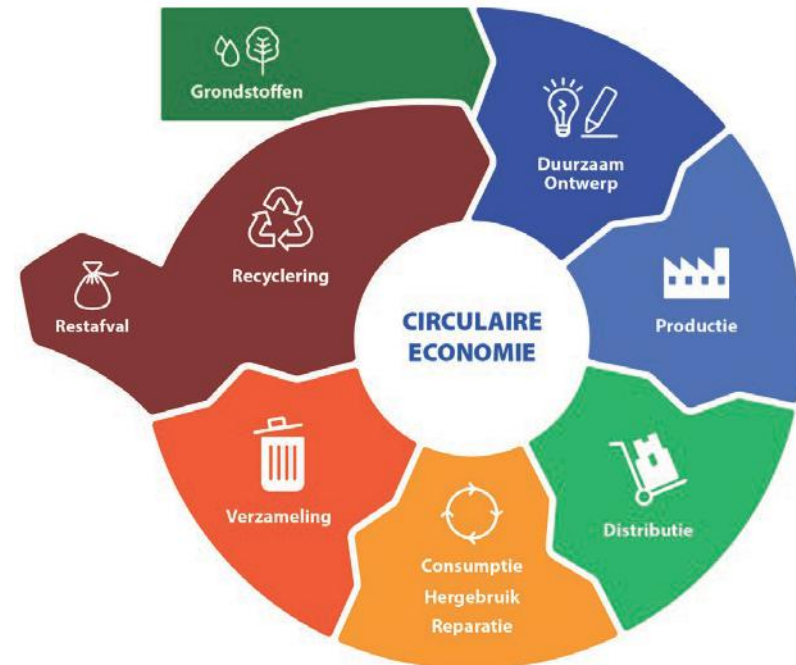 Grondstoffen
Duurzaam
Ontwerp
Productie
Distributie
Consumptie
Hergebruik
Reparatie
Verzameling
Recyclering
Restafval
CIRCULAIRE
ECONOMIE